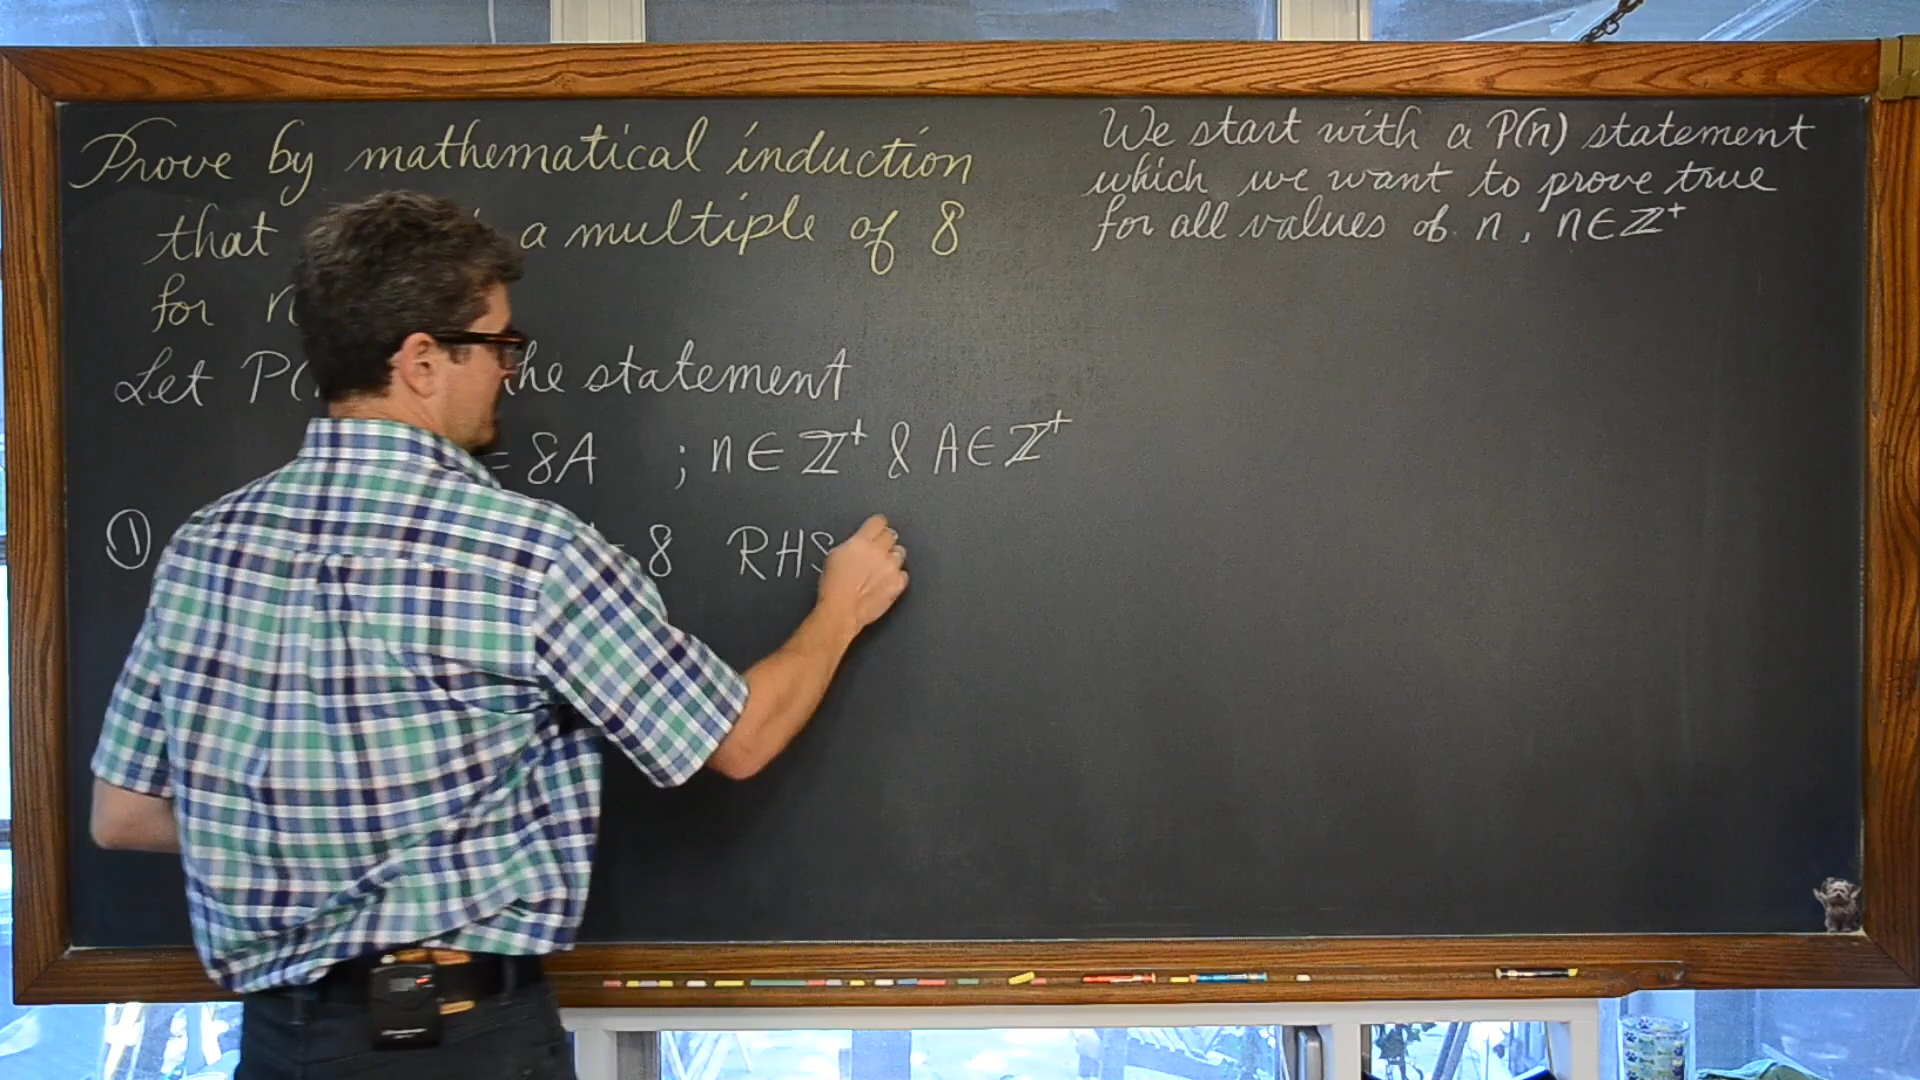 Prove by mathematical induction
that a multiple of 8
for n
Let P( the statement
= 8A ; n ∈ ℤ⁺ & A ∈ ℤ⁺
① = 8 RHS
We start with a P(n) statement
which we want to prove true
for all values of n, n ∈ ℤ⁺